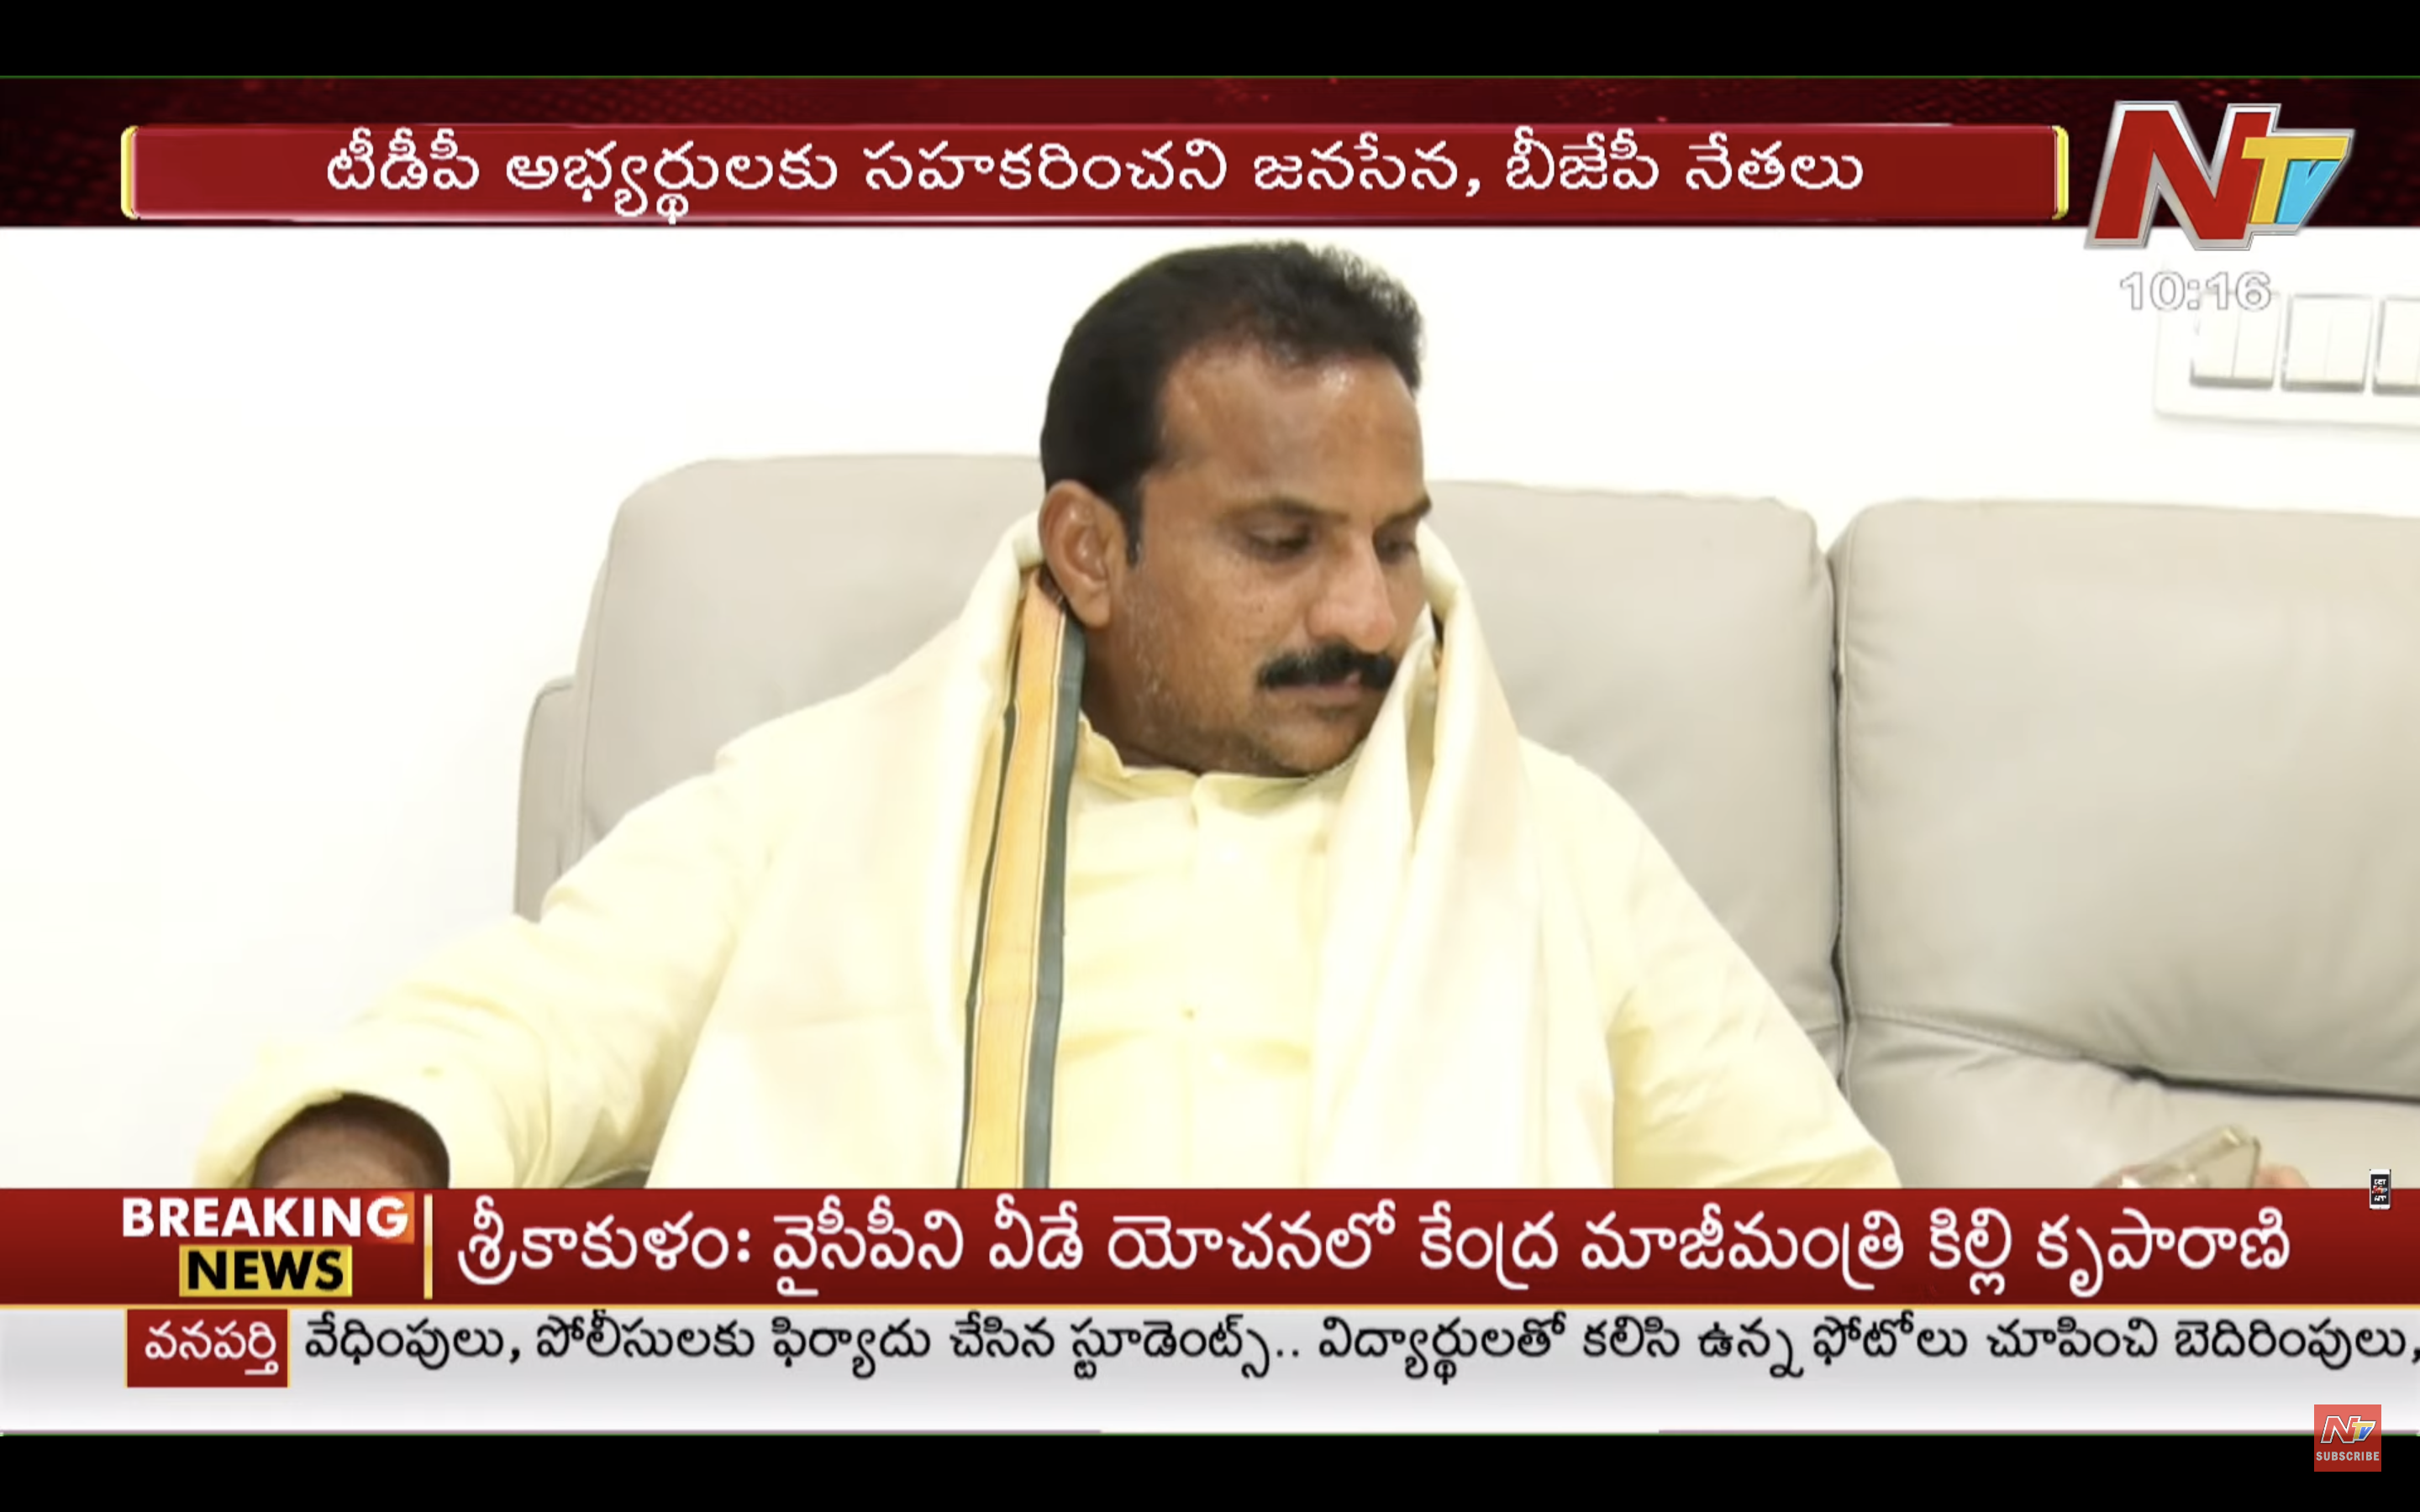 టీడీపీ అభ్యర్థులకు సహకరించని జనసేన, బీజేపీ నేతలు
NTV
10:16
BREAKING
NEWS
శ్రీకాకుళం: వైసీపీని వీడే యోచనలో కేంద్ర మాజీమంత్రి కిల్లి కృపారాణి
వనపర్తి వేధింపులు, పోలీసులకు ఫిర్యాదు చేసిన స్టూడెంట్స్.. విద్యార్థులతో కలిసి ఉన్న ఫోటోలు చూపించి బెదిరింపులు,
NTV
SUBSCRIBE